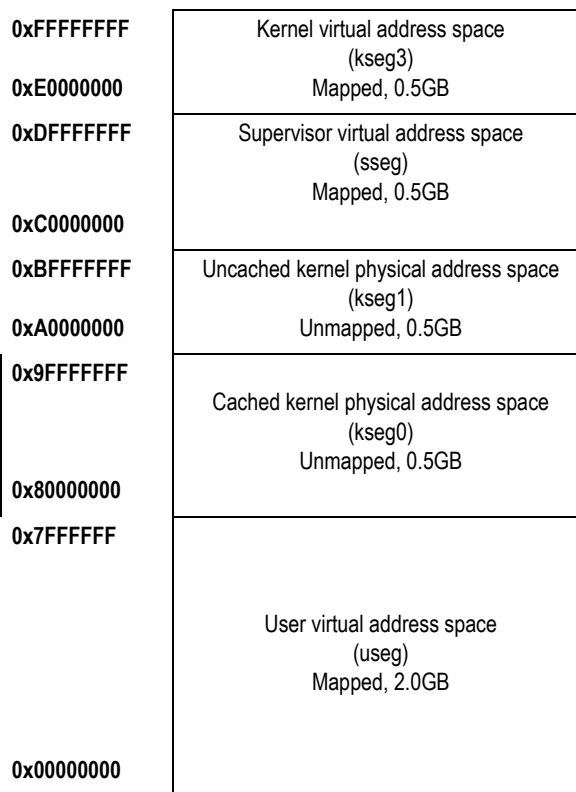 0xFFFFFFFF
Kernel virtual address space
(kseg3)
0xE0000000
Mapped, 0.5GB
0xDFFFFFFF
Supervisor virtual address space
(sseg)
Mapped, 0.5GB
0xC0000000
0xBFFFFFFF
Uncached kernel physical address space
(kseg1)
0xA0000000
Unmapped, 0.5GB
0x9FFFFFFF
Cached kernel physical address space
(kseg0)
Unmapped, 0.5GB
0x80000000
0x7FFFFFF
User virtual address space
(useg)
Mapped, 2.0GB
0x00000000